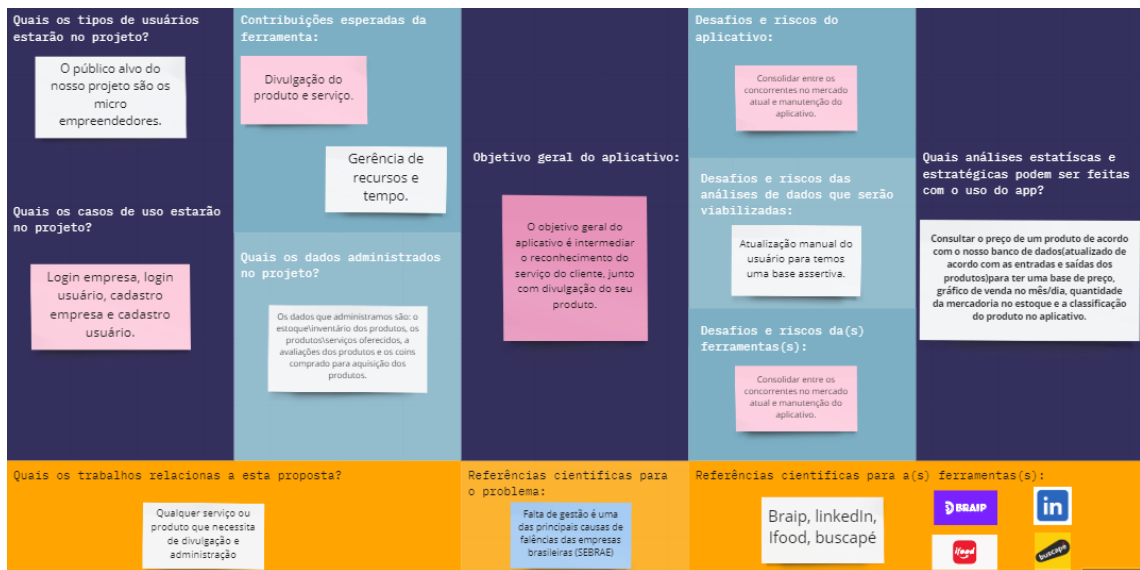 Quais os tipos de usuários
estarão no projeto?
O público alvo do
nosso projeto são os
micro
empreendedores.
Quais os casos de uso estarão
no projeto?
Login empresa, login
usuário, cadastro
empresa e cadastro
usuário.
Contribuições esperadas da
ferramenta:
Divulgação do
produto e serviço.
Gerência de
recursos e
tempo.
Quais os dados administrados
no projeto?
Os dados que administramos são: o
estoque\inventário dos produtos, os
produtos\serviços oferecidos, a
avaliações dos produtos e os coins
comprado para aquisição dos
produtos.
Objetivo geral do aplicativo:
O objetivo geral do
aplicativo é intermediar
o reconhecimento do
serviço do cliente, junto
com divulgação do seu
produto.
Desafios e riscos do
aplicativo:
Consolidar entre os
concorrentes no mercado
atual e manutenção do
aplicativo.
Desafios e riscos das
análises de dados que serão
viabilizadas:
Atualização manual do
usuário para temos
uma base assertiva.
Desafios e riscos da(s)
ferramentas(s):
Consolidar entre os
concorrentes no mercado
atual e manutenção do
aplicativo.
Quais análises estatíscas e
estratégicas podem ser feitas
com o uso do app?
Consultar o preço de um produto de acordo
com o nosso banco de dados(atualizado de
acordo com as entradas e saídas dos
produtos)para ter uma base de preço,
gráfico de venda no mês/dia, quantidade
da mercadoria no estoque e a classificação
do produto no aplicativo.
Quais os trabalhos relacionas a esta proposta?
Qualquer serviço ou
produto que necessita
de divulgação e
administração
Referências cientificas para
o problema:
Falta de gestão é uma
das principais causas de
falências das empresas
brasileiras (SEBRAE)
Referências cientificas para a(s) ferramentas(s):
Braip, linkedIn,
Ifood, buscapé
BRAIP
in
ifood
buscapé